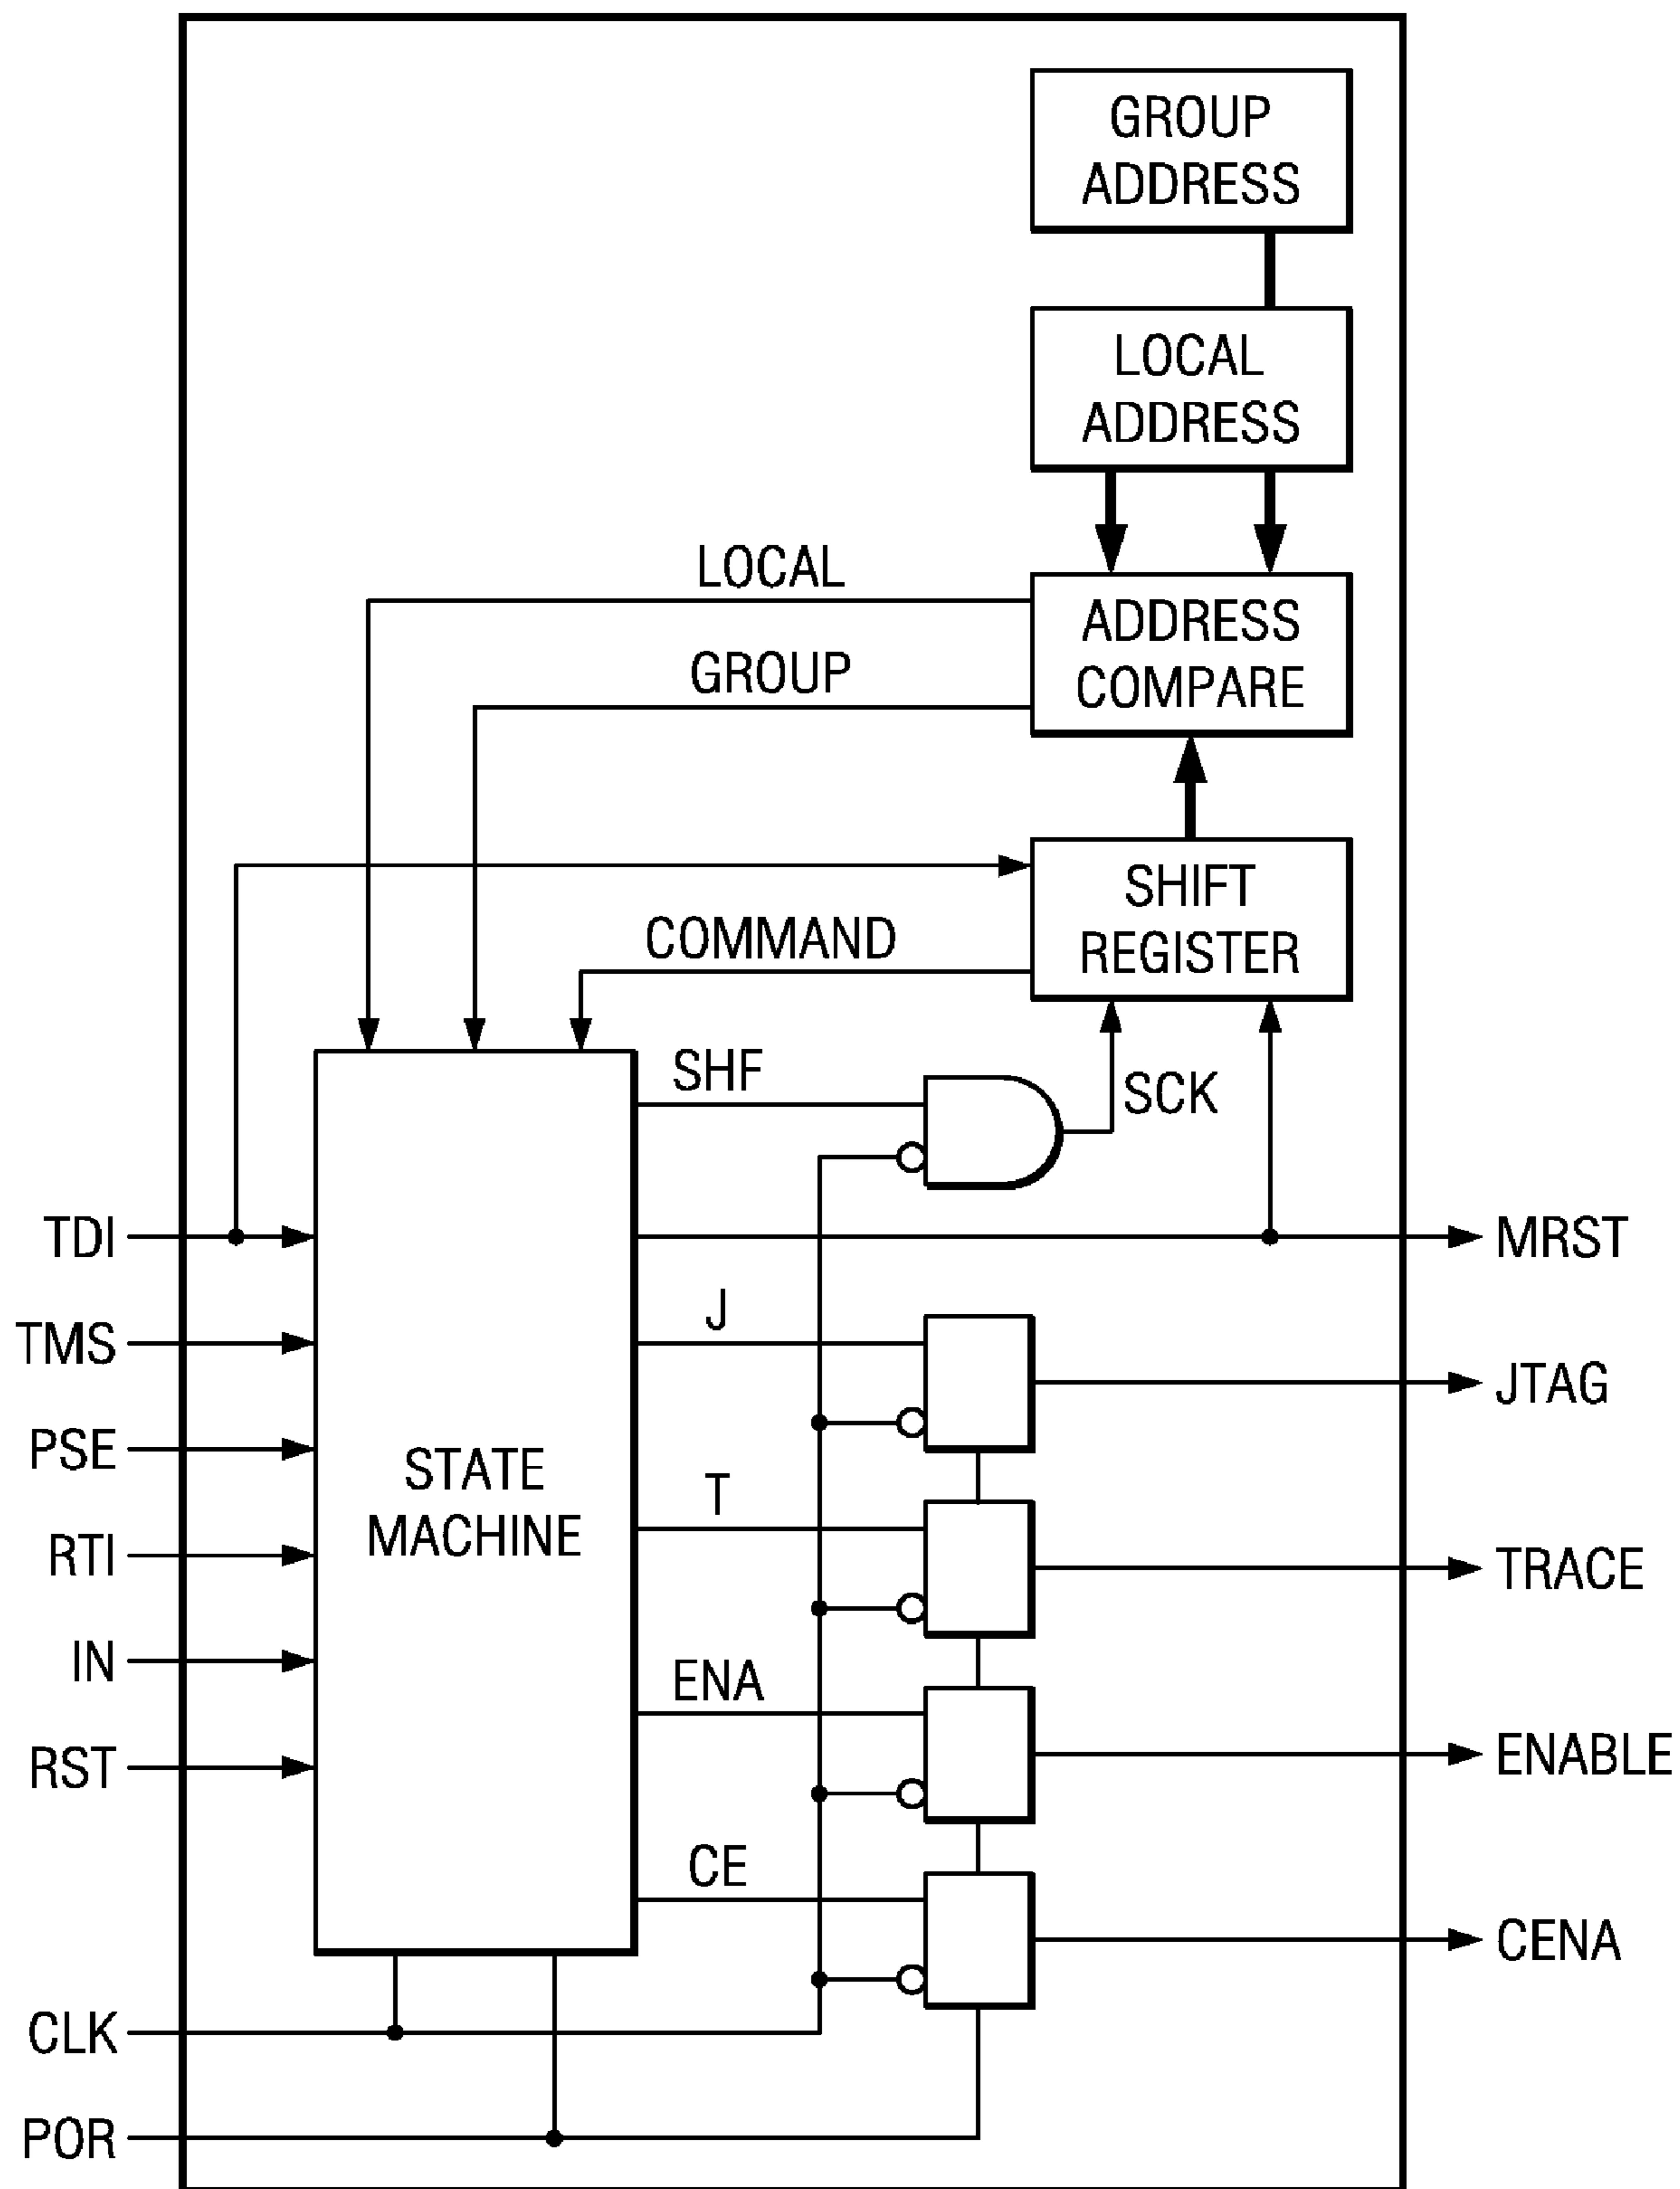 GROUP
ADDRESS
LOCAL
ADDRESS
LOCAL
ADDRESS
COMPARE
GROUP
SHIFT
REGISTER
COMMAND
SHF
SCK
TDI
MRST
J
TMS
JTAG
PSE
STATE
MACHINE
T
RTI
TRACE
IN
ENA
RST
ENABLE
CE
CENA
CLK
POR